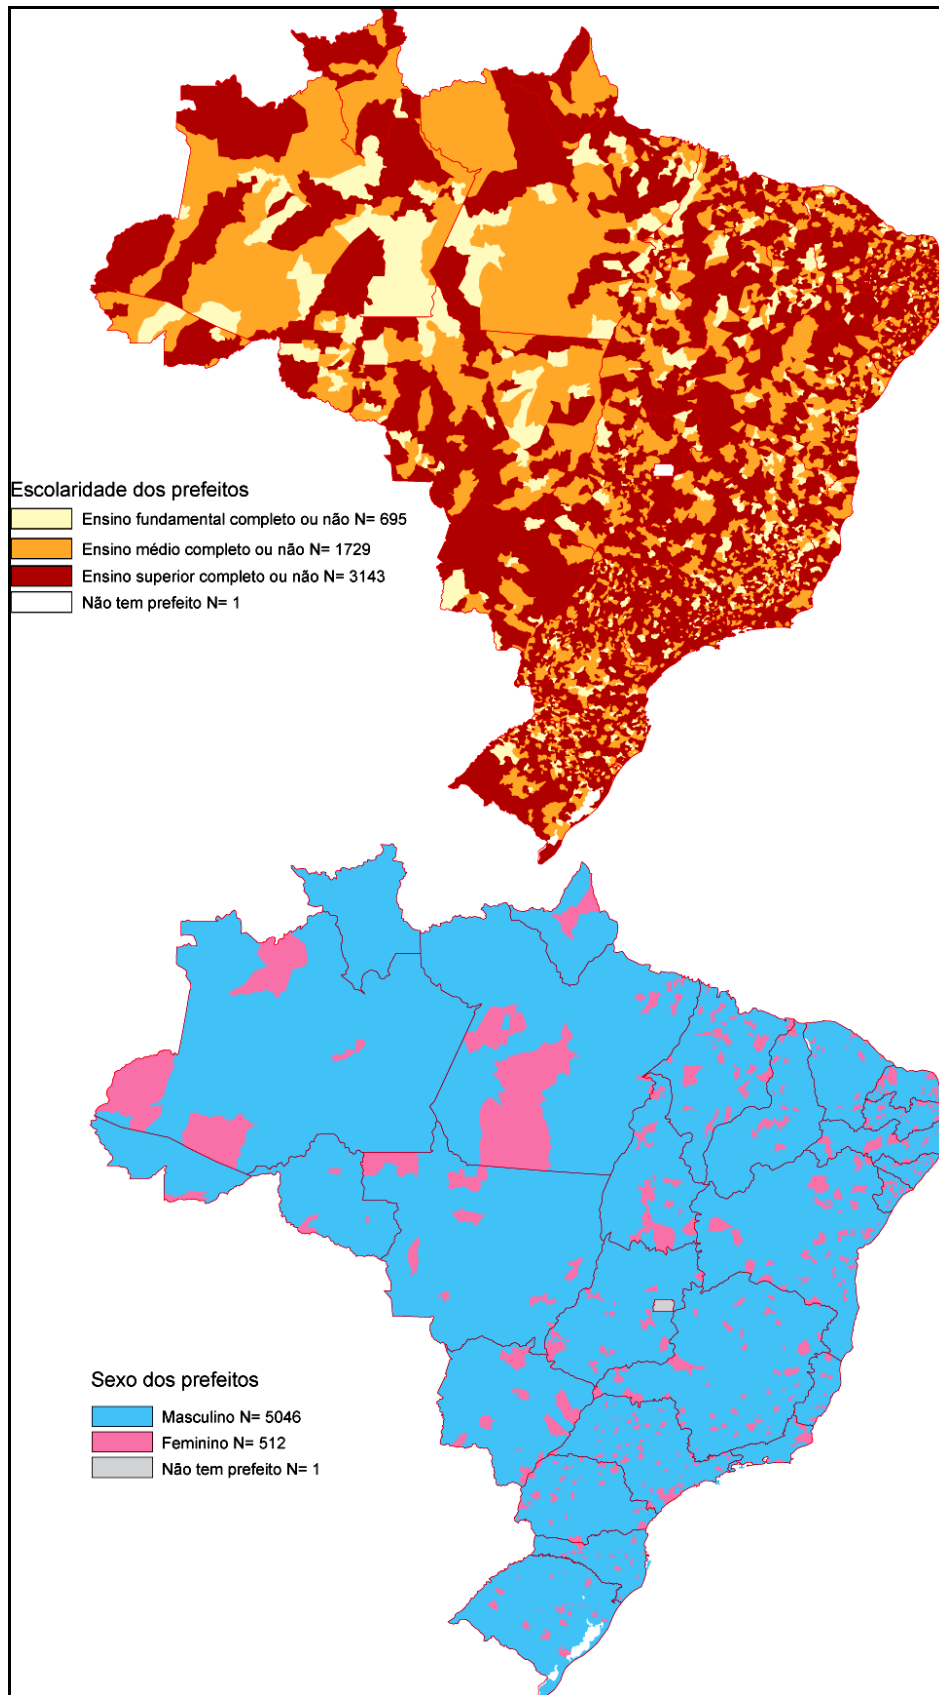 Escolaridade dos prefeitos
Ensino fundamental completo ou não N= 695
Ensino médio completo ou não N= 1729
Ensino superior completo ou não N= 3143
Não tem prefeito N= 1
Sexo dos prefeitos
Masculino N= 5046
Feminino N= 512
Não tem prefeito N= 1